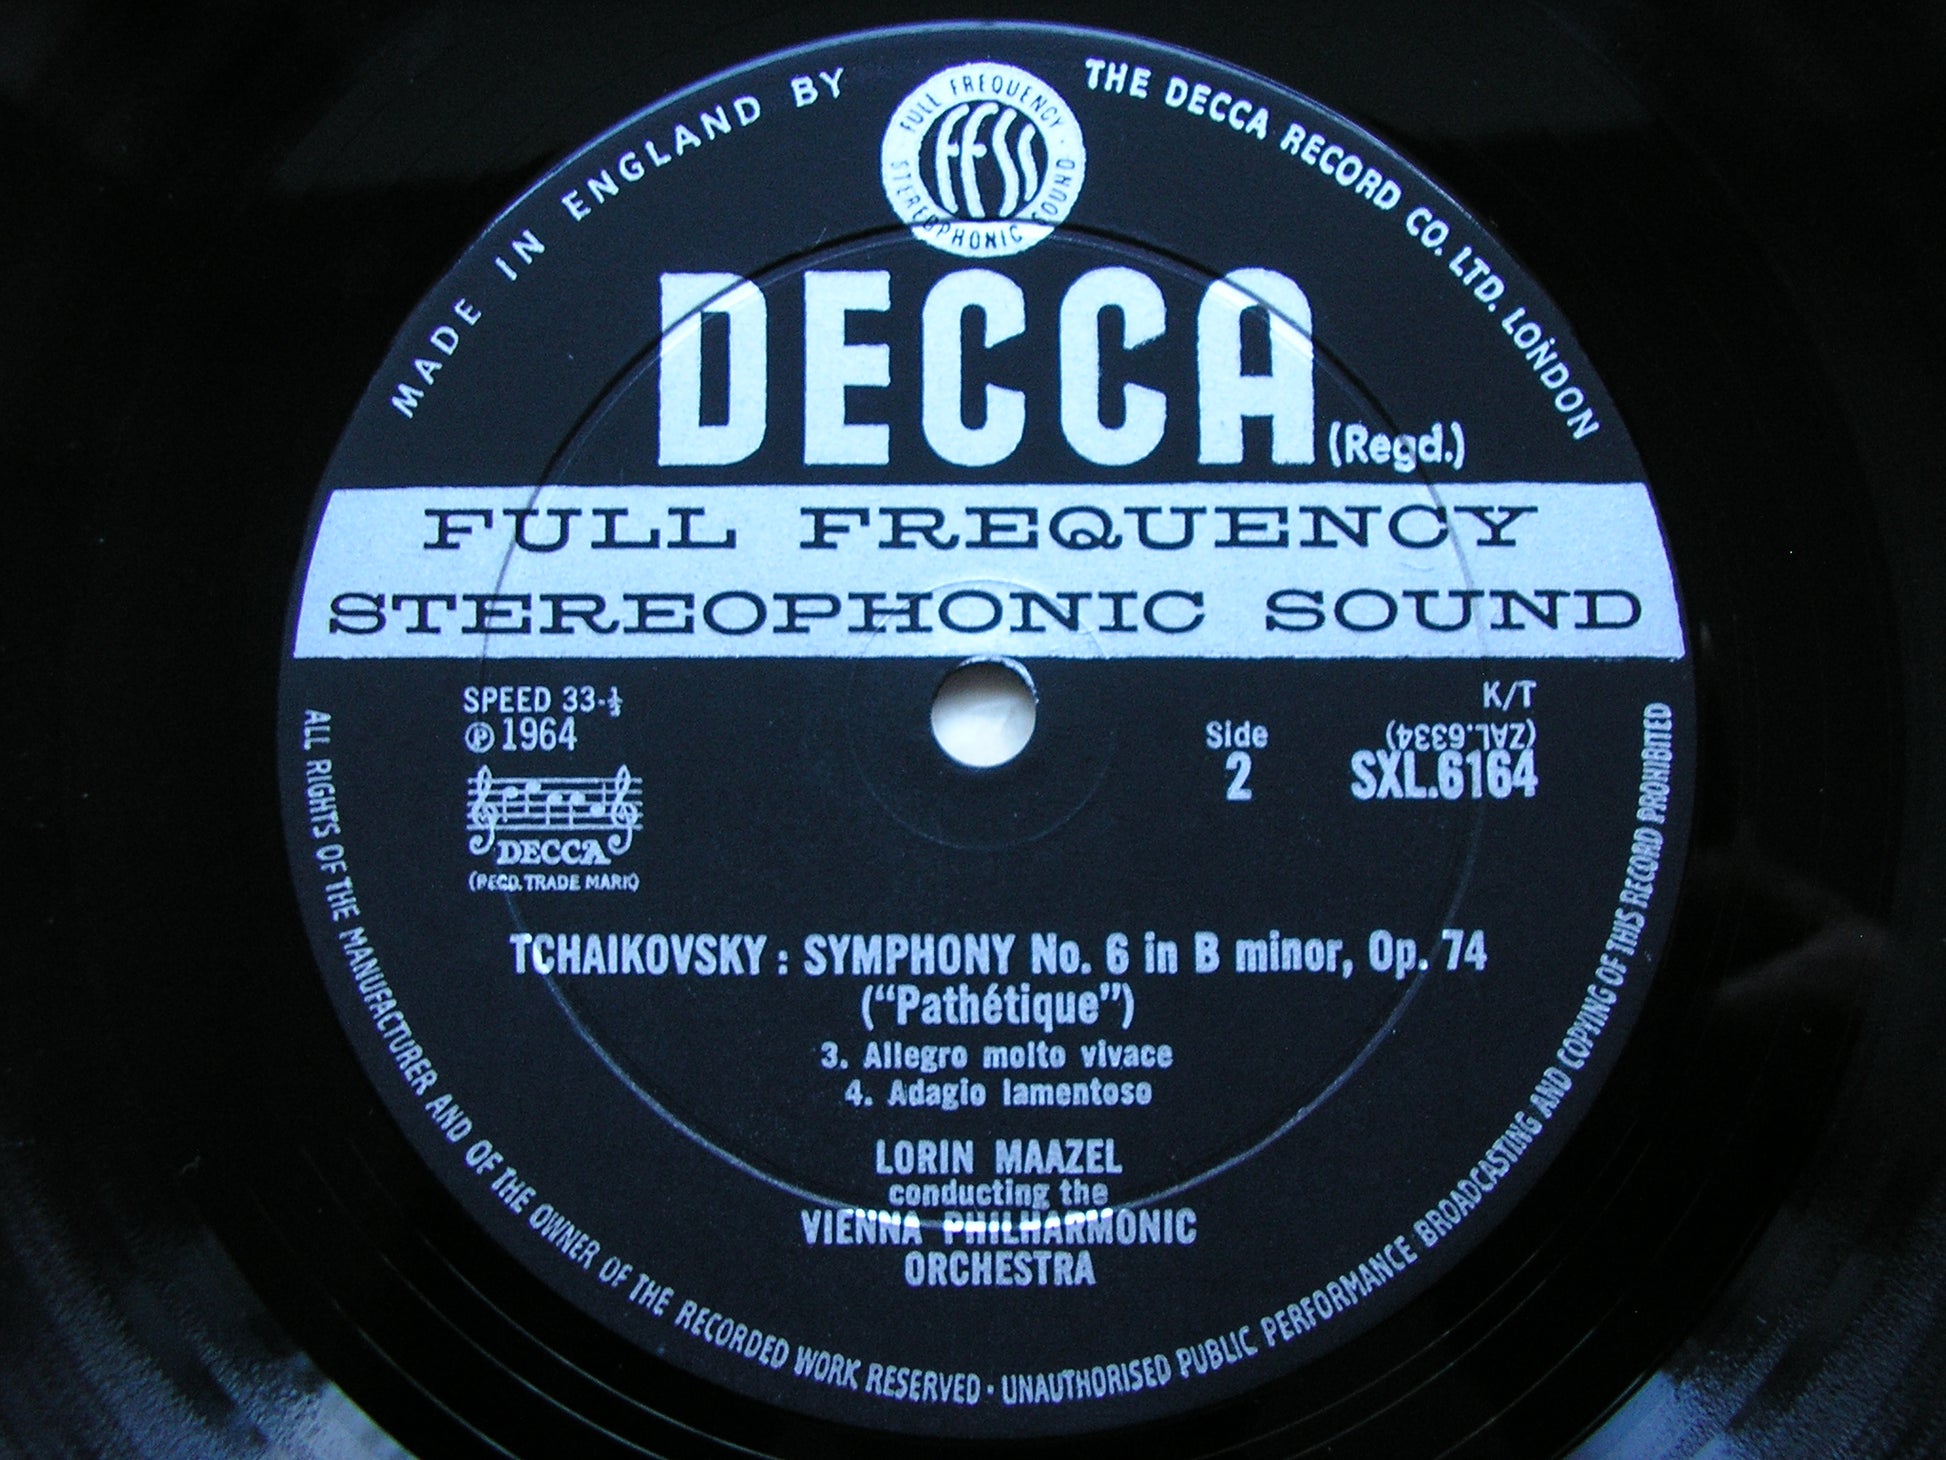 MADE IN ENGLAND BY
THE DECCA RECORD CO. LTD. LONDON
FULL FREQUENCY
ffss
STEREOPHONIC SOUND
DECCA
(Regd.)
FULL FREQUENCY
STEREOPHONIC SOUND
SPEED 33-⅓
Ⓟ 1964
DECCA
(REGD. TRADE MARK)
K/T
(ZAL.6334)
Side
2
SXL.6164
TCHAIKOVSKY : SYMPHONY No. 6 in B minor, Op. 74
("Pathétique")
3. Allegro molto vivace
4. Adagio lamentoso
LORIN MAAZEL
conducting the
VIENNA PHILHARMONIC
ORCHESTRA
ALL RIGHTS OF THE MANUFACTURER AND OF THE OWNER OF THE RECORDED WORK RESERVED · UNAUTHORISED PUBLIC PERFORMANCE BROADCASTING AND COPYING OF THIS RECORD PROHIBITED